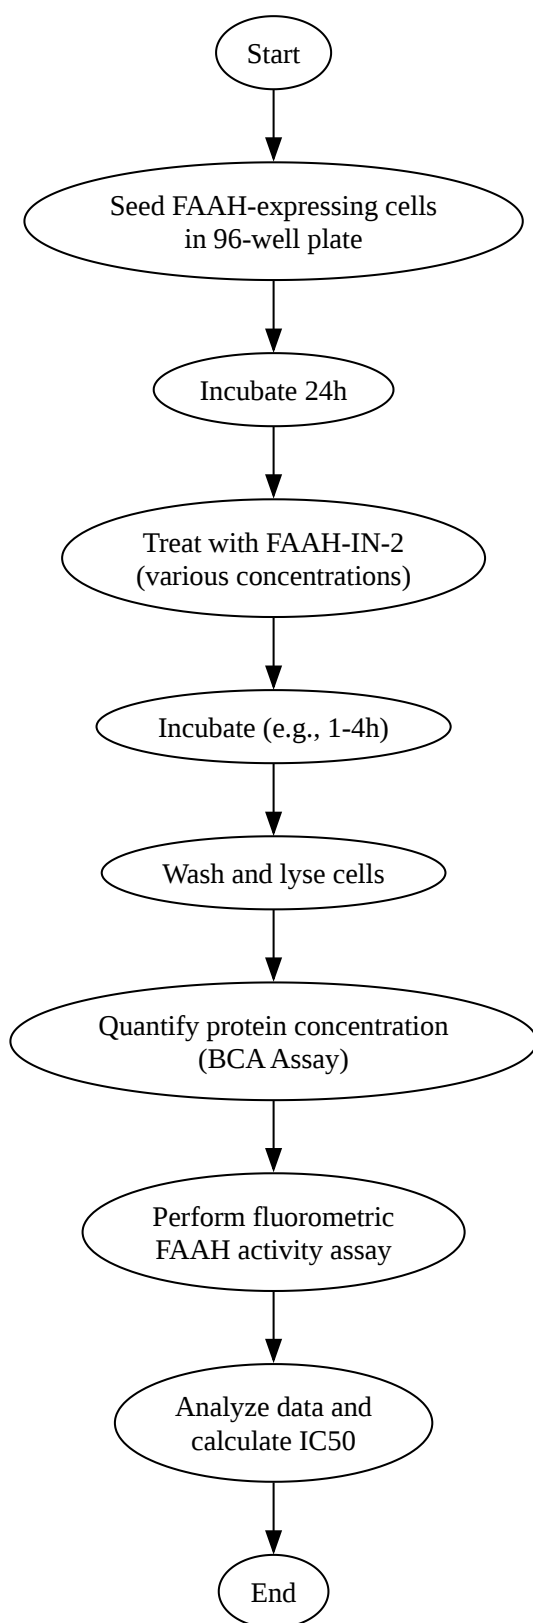 Start
Seed FAAH-expressing cells
in 96-well plate
Incubate 24h
Treat with FAAH-IN-2
(various concentrations)
Incubate (e.g., 1-4h)
Wash and lyse cells
Quantify protein concentration
(BCA Assay)
Perform fluorometric
FAAH activity assay
Analyze data and
calculate IC50
End